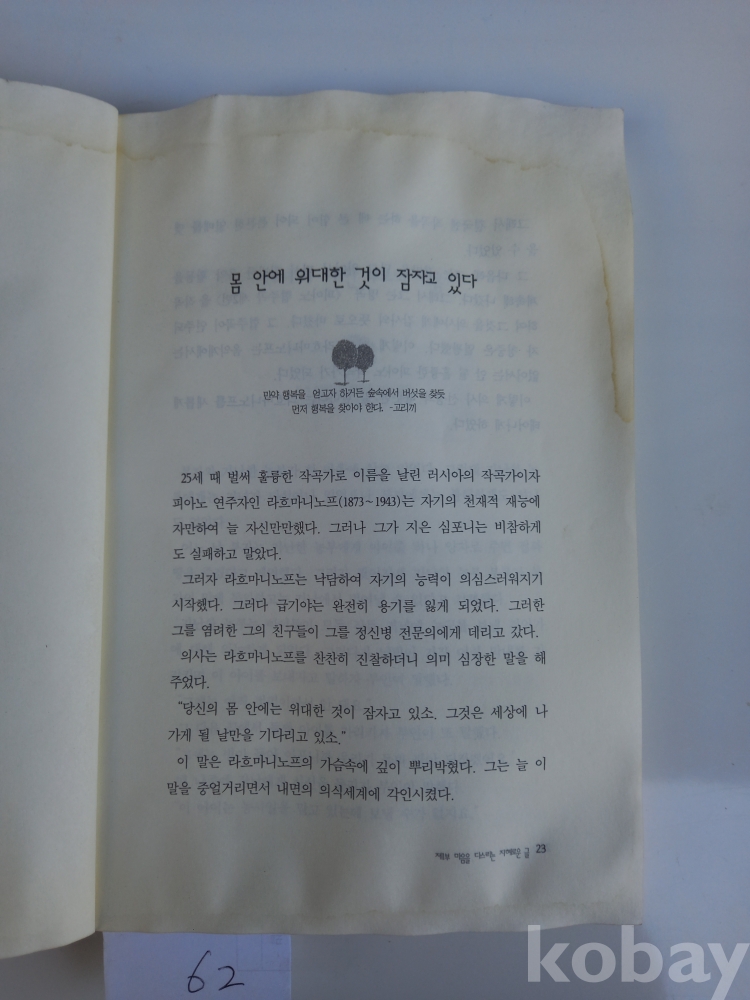 몸 안에 위대한 것이 잠자고 있다
만약 행복을 얻고자 하거든 숲속에서 버섯을 찾듯
먼저 행복을 찾아야 한다. -고리끼
25세 때 벌써 훌륭한 작곡가로 이름을 날린 러시아의 작곡가이자
피아노 연주자인 라흐마니노프(1873~1943)는 자기의 천재적 재능에
자만하여 늘 자신만만했다. 그러나 그가 지은 심포니는 비참하게
도 실패하고 말았다.
그러자 라흐마니노프는 낙담하여 자기의 능력이 의심스러워지기
시작했다. 그러다 급기야는 완전히 용기를 잃게 되었다. 그러한
그를 염려한 그의 친구들이 그를 정신병 전문의에게 데리고 갔다.
의사는 라흐마니노프를 찬찬히 진찰하더니 의미 심장한 말을 해
주었다.
"당신의 몸 안에는 위대한 것이 잠자고 있소. 그것은 세상에 나
가게 될 날만을 기다리고 있소."
이 말은 라흐마니노프의 가슴속에 깊이 뿌리박혔다. 그는 늘 이
말을 중얼거리면서 내면의 의식세계에 각인시켰다.
마음을 다스리는 지혜로운 글 23
62
kobay